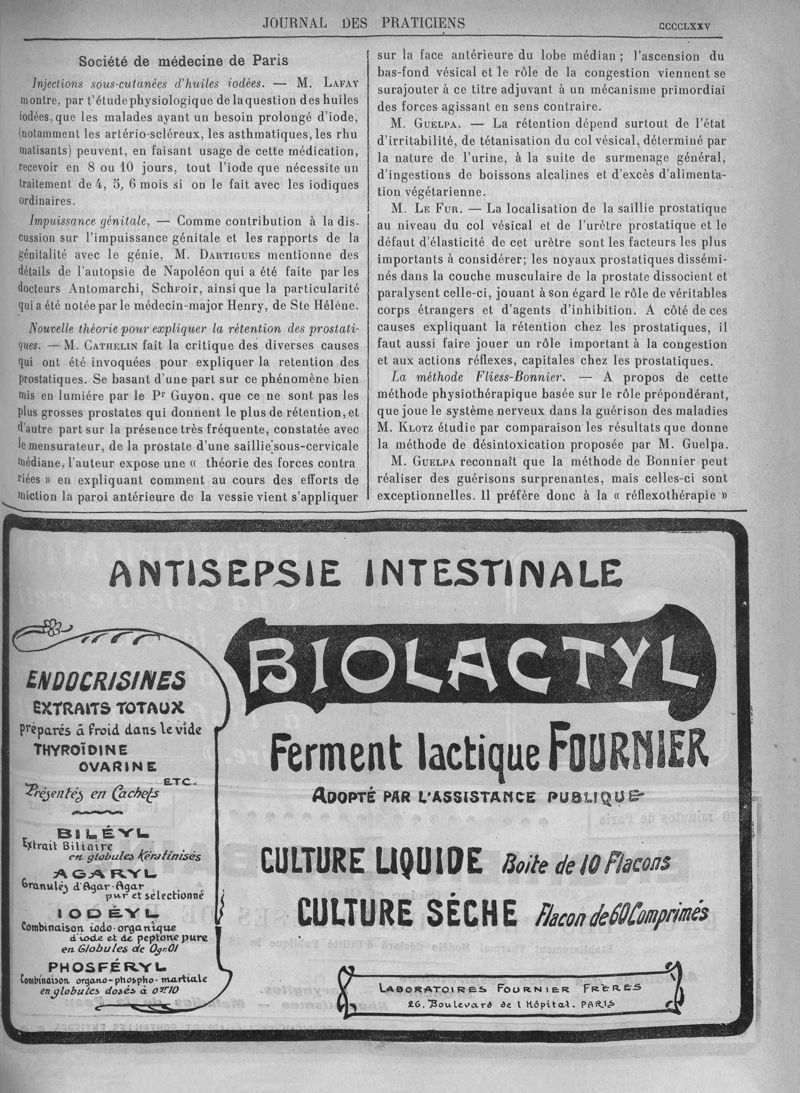 JOURNAL DES PRATICIENS
CCCCLXXV
Société de médecine de Paris
Injections sous-cutanées d'huiles iodées. — M. LAFAY
montre, par l'étude physiologique de la question des huiles
iodées, que les malades ayant un besoin prolongé d'iode,
(notamment les artério-scléreux, les asthmatiques, les rhu
matisants) peuvent, en faisant usage de cette médication,
recevoir en 8 ou 10 jours, tout l'iode que nécessite un
traitement de 4, 5, 6 mois si on le fait avec les iodiques
ordinaires.
Impuissance génitale, — Comme contribution à la dis-
cussion sur l'impuissance génitale et les rapports de la
génitalité avec le génie, M. DARTIGUES mentionne des
détails de l'autopsie de Napoléon qui a été faite par les
docteurs Antomarchi, Schroir, ainsi que la particularité
qui a été notée par le médecin-major Henry, de Ste Hélène.
Nouvelle théorie pour expliquer la rétention des prostati-
ques. — M. CATHELIN fait la critique des diverses causes
qui ont été invoquées pour expliquer la retention des
prostatiques. Se basant d'une part sur ce phénomène bien
mis en lumiére par le Pr Guyon, que ce ne sont pas les
plus grosses prostates qui donnent le plus de rétention, et
d'autre part sur la présence très fréquente, constatée avec
le mensurateur, de la prostate d'une saillie sous-cervicale
médiane, l'auteur expose une « théorie des forces contra
riées » en expliquant comment au cours des efforts de
miction la paroi antérieure de la vessie vient s'appliquer
sur la face antérieure du lobe médian ; l'ascension du
bas-fond vésical et le rôle de la congestion viennent se
surajouter à ce titre adjuvant à un mécanisme primordiai
des forces agissant en sens contraire.
M. GUELPA. — La rétention dépend surtout de l'état
d'irritabilité, de tétanisation du col vésical, déterminé par
la nature de l'urine, à la suite de surmenage général,
d'ingestions de boissons alcalines et d'excès d'alimenta-
tion végétarienne.
M. LE FUR. — La localisation de la saillie prostatique
au niveau du col vésical et de l'urètre prostatique et le
défaut d'élasticité de cet urètre sont les facteurs les plus
importants à considérer; les noyaux prostatiques dissémi-
nés dans la couche musculaire de la prostate dissocient et
paralysent celle-ci, jouant à son égard le rôle de véritables
corps étrangers et d'agents d'inhibition. A côté de ces
causes expliquant la rétention chez les prostatiques, il
faut aussi faire jouer un rôle important à la congestion
et aux actions réflexes, capitales chez les prostatiques.
La méthode Fliess-Bonnier. — A propos de cette
méthode physiothérapique basée sur le rôle prépondérant,
que joue le système nerveux dans la guérison des maladies
M. KLOTZ étudie par comparaison les résultats que donne
la méthode de désintoxication proposée par M. Guelpa.
M. GUELPA reconnaît que la méthode de Bonnier peut
réaliser des guérisons surprenantes, mais celles-ci sont
exceptionnelles. Il préfère donc à la « réflexothérapie »
ANTISEPSIE INTESTINALE
BIOLACTYL
Ferment lactique FOURNIER
ADOPTÉ PAR L'ASSISTANCE PUBLIQUE
CULTURE LIQUIDE Boîte de 10 Flacons
CULTURE SÉCHE Flacon de 60 Comprimés
LABORATOIRES FOURNIER FRERES
26, Boulevard de l Hôpital. PARIS
ENDOCRISINES
EXTRAITS TOTAUX
préparés à froid dans le vide
THYROÏDINE
OVARINE
ETC.
Présentés en Cachets
BILÉYL
Extrait Biliaire
en globules Kératinisés
AGARYL
Granulés d'Agar-Agar
pur et sélectionné
IODÉYL
Combinaison iodo-organique
d'iode et de peptone pure
en Globules de 0gr.01
PHOSFÉRYL
Combinaison organo-phospho-martiale
en globules dosés à 0gr10